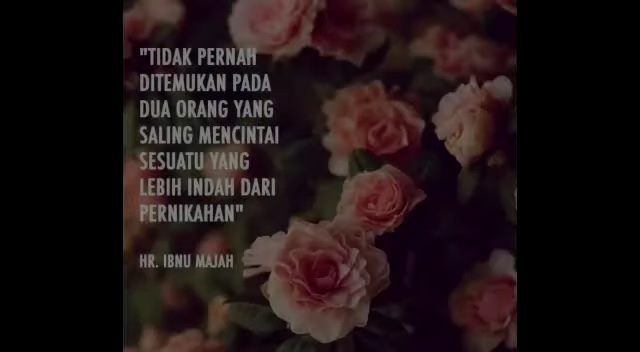 "TIDAK PERNAH
DITEMUKAN PADA
DUA ORANG YANG
SALING MENCINTAI
SESUATU YANG
LEBIH INDAH DARI
PERNIKAHAN"
HR. IBNU MAJAH